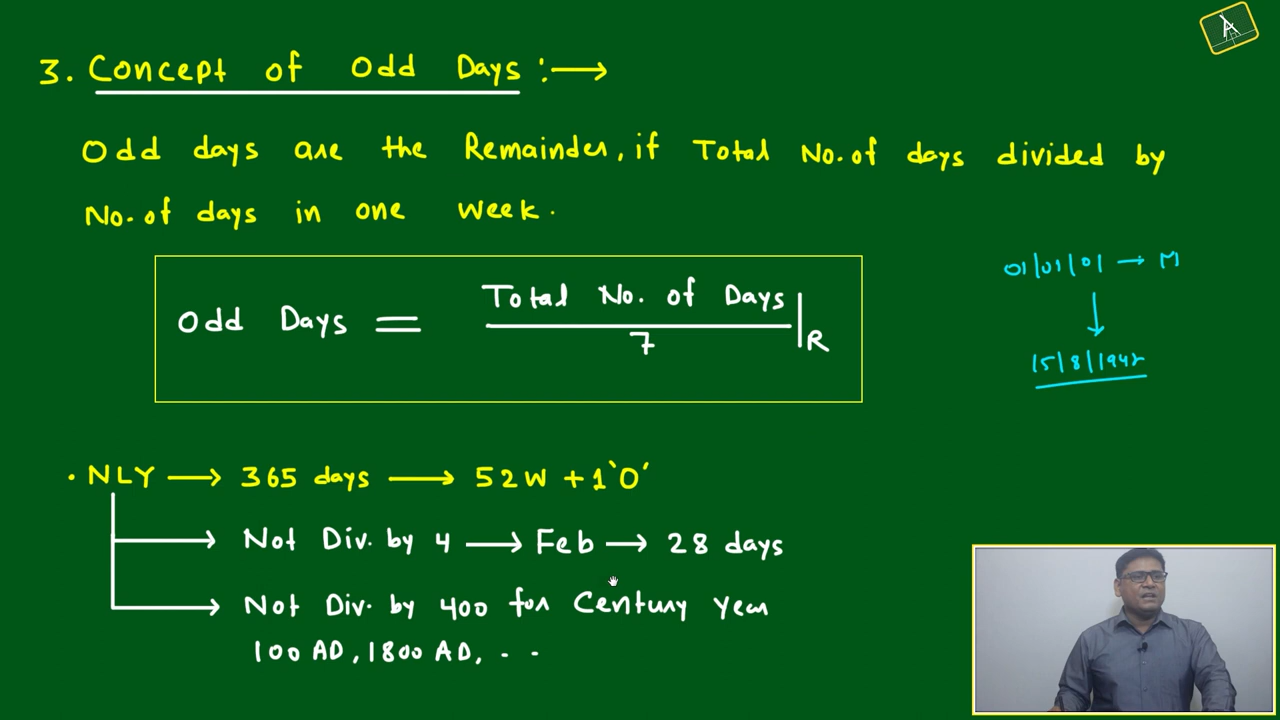 3. Concept of Odd Days :→
Odd days are the Remainder, if Total No. of days divided by
No. of days in one week.
Odd Days = Total No. of Days / 7 |R
01/01/01 → M
↓
15/8/1947
• NLY → 365 days → 52W + 1'O'
→ Not Div. by 4 → Feb → 28 days
→ Not Div. by 400 for Century Year
100 AD, 1800 AD, - -